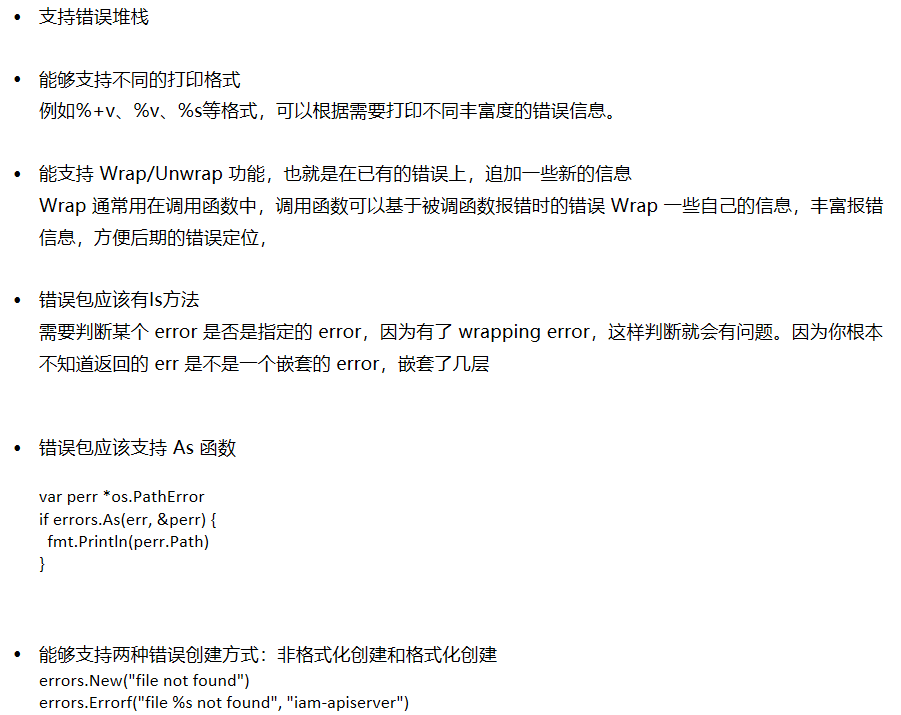 • 支持错误堆栈
• 能够支持不同的打印格式
例如%+v、%v、%s等格式，可以根据需要打印不同丰富度的错误信息。
• 能支持 Wrap/Unwrap 功能，也就是在已有的错误上，追加一些新的信息
Wrap 通常用在调用函数中，调用函数可以基于被调函数报错时的错误 Wrap 一些自己的信息，丰富报错
信息，方便后期的错误定位，
• 错误包应该有Is方法
需要判断某个 error 是否是指定的 error，因为有了 wrapping error，这样判断就会有问题。因为你根本
不知道返回的 err 是不是一个嵌套的 error，嵌套了几层
• 错误包应该支持 As 函数
var perr *os.PathError
if errors.As(err, &perr) {
  fmt.Println(perr.Path)
}
• 能够支持两种错误创建方式：非格式化创建和格式化创建
errors.New("file not found")
errors.Errorf("file %s not found", "iam-apiserver")